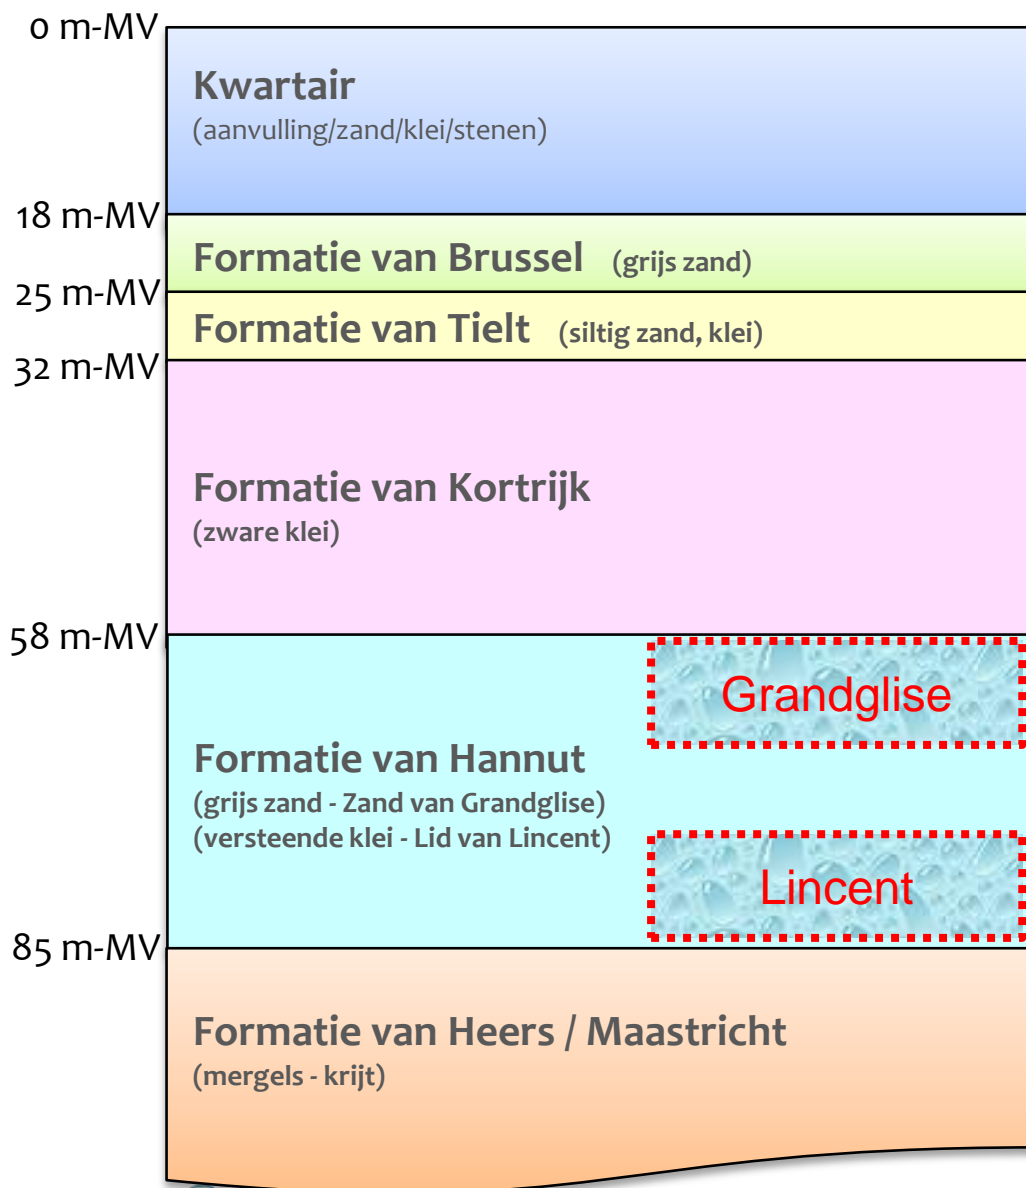 0 m-MV
Kwartair
(aanvulling/zand/klei/stenen)
18 m-MV
Formatie van Brussel (grijs zand)
25 m-MV
Formatie van Tielt (siltig zand, klei)
32 m-MV
Formatie van Kortrijk
(zware klei)
58 m-MV
Grandglise
Formatie van Hannut
(grijs zand - Zand van Grandglise)
(versteende klei - Lid van Lincent)
Lincent
85 m-MV
Formatie van Heers / Maastricht
(mergels - krijt)